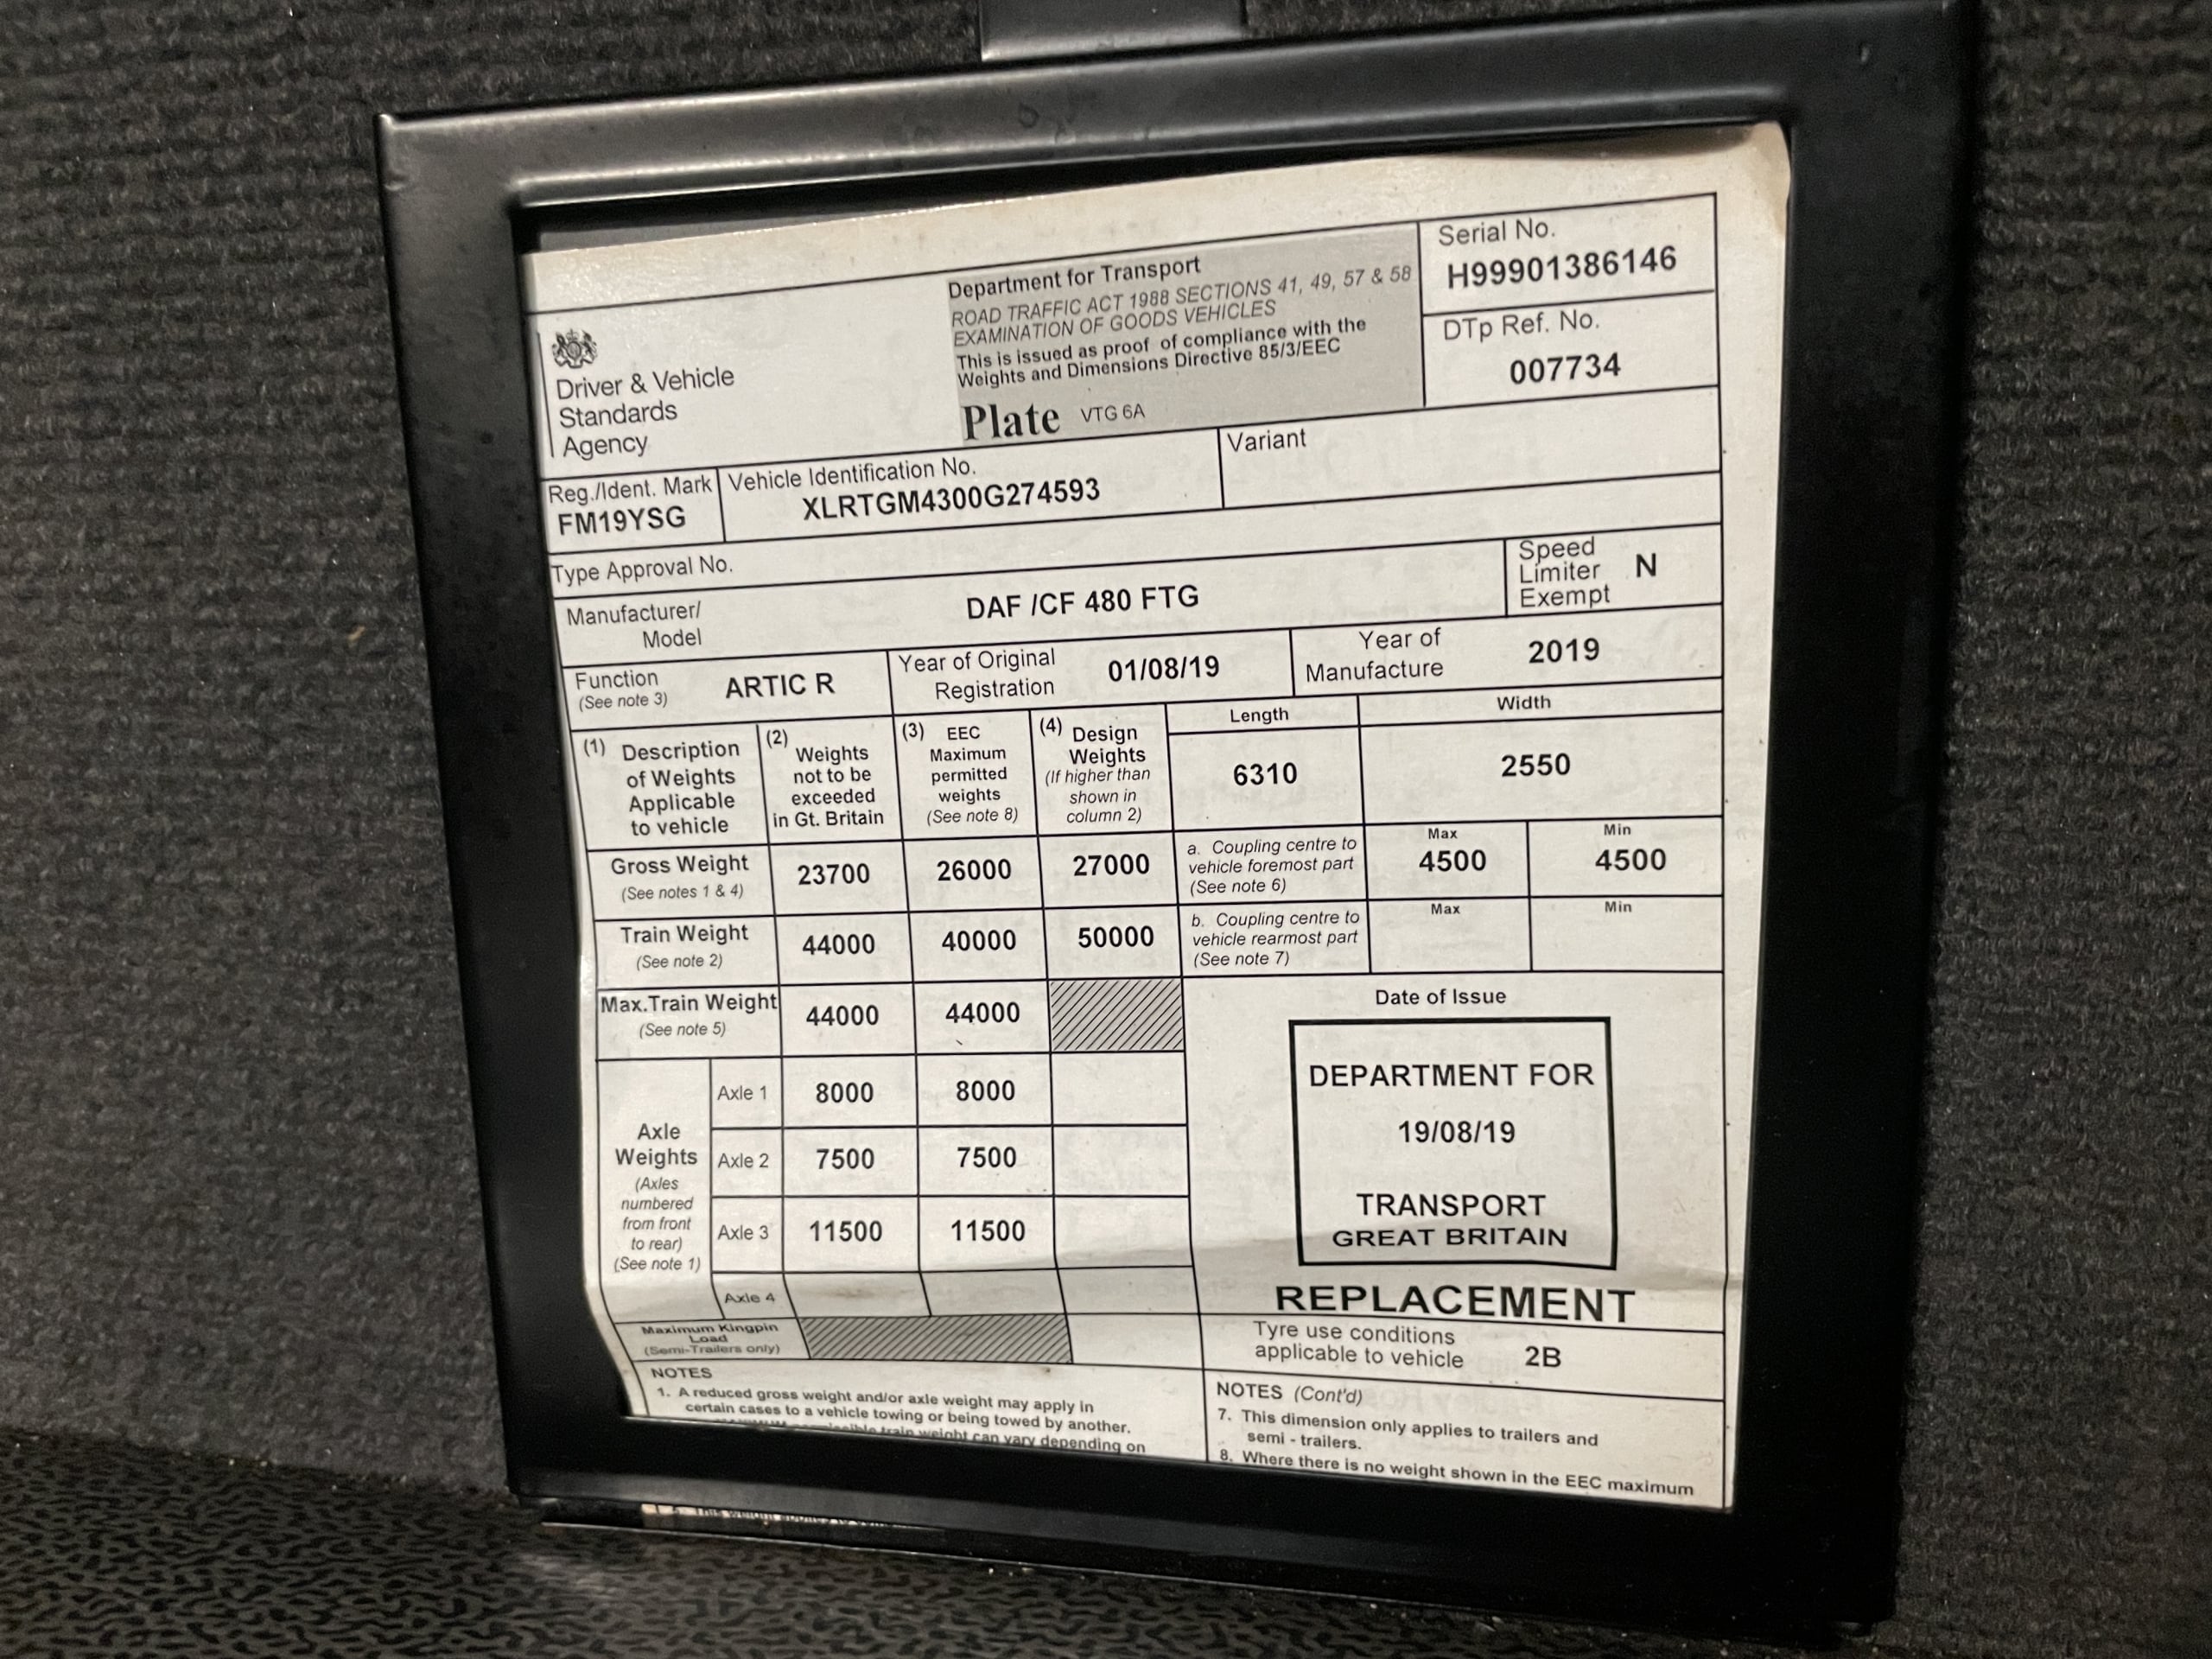 Driver & Vehicle
Standards
Agency
Department for Transport
ROAD TRAFFIC ACT 1988 SECTIONS 41, 49, 57 & 58
EXAMINATION OF GOODS VEHICLES
This is issued as proof of compliance with the
Weights and Dimensions Directive 85/3/EEC
Plate VTG 6A
Serial No.
H99901386146
DTp Ref. No.
007734
Reg./Ident. Mark
FM19YSG
Vehicle Identification No.
XLRTGM4300G274593
Variant
Type Approval No.
Manufacturer/
Model
DAF /CF 480 FTG
Speed
Limiter
Exempt
N
Function
(See note 3)
ARTIC R
Year of Original
Registration
01/08/19
Year of
Manufacture
2019
(1) Description
of Weights
Applicable
to vehicle
(2) Weights
not to be
exceeded
in Gt. Britain
(3) EEC
Maximum
permitted
weights
(See note 8)
(4) Design
Weights
(If higher than
shown in
column 2)
Length
6310
Width
2550
Gross Weight
(See notes 1 & 4)
23700
26000
27000
a. Coupling centre to
vehicle foremost part
(See note 6)
Max
4500
Min
4500
Train Weight
(See note 2)
44000
40000
50000
b. Coupling centre to
vehicle rearmost part
(See note 7)
Max
Min
Max.Train Weight
(See note 5)
44000
44000
Axle
Weights
(Axles
numbered
from front
to rear)
(See note 1)
Axle 1
8000
8000
Axle 2
7500
7500
Axle 3
11500
11500
Axle 4
Maximum Kingpin
Load
(Semi-Trailers only)
Date of Issue
DEPARTMENT FOR
19/08/19
TRANSPORT
GREAT BRITAIN
REPLACEMENT
Tyre use conditions
applicable to vehicle
2B
NOTES
1. A reduced gross weight and/or axle weight may apply in
certain cases to a vehicle towing or being towed by another.
train weight can vary depending on
NOTES (Cont'd)
7. This dimension only applies to trailers and
semi - trailers.
8. Where there is no weight shown in the EEC maximum